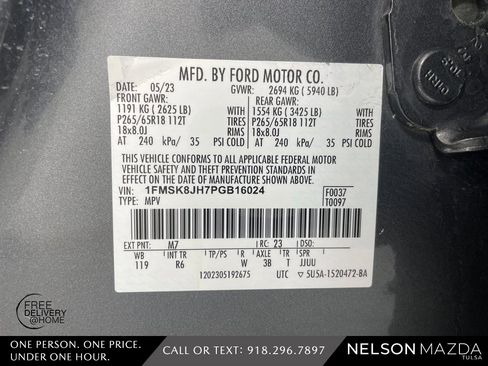 MFD. BY FORD MOTOR CO.
DATE: 05/23 GVWR: 2694 KG ( 5940 LB)
FRONT GAWR: REAR GAWR:
1191 KG ( 2625 LB) WITH 1554 KG ( 3425 LB) WITH
P265/65R18 112T TIRES P265/65R18 112T TIRES
18x8.0J RIMS 18x8.0J RIMS
AT 240 kPa/ 35 PSI COLD AT 240 kPa/ 35 PSI COLD
THIS VEHICLE CONFORMS TO ALL APPLICABLE FEDERAL MOTOR
VEHICLE SAFETY AND THEFT PREVENTION STANDARDS IN EFFECT
ON THE DATE OF MANUFACTURE SHOWN ABOVE.
VIN: 1FMSK8JH7PGB16024 F0037
TYPE: MPV T0097
EXT PNT: M7 RC: 23 DSO:
WB INT TR TP/PS R AXLE TR SPR
119 R6 W 3B T JJUU
1202305192675 UTC 5U5A-1520472-BA
FREE
DELIVERY
@HOME
ONE PERSON. ONE PRICE.
UNDER ONE HOUR.
CALL OR TEXT: 918.296.7897
NELSON MAZDA
TULSA